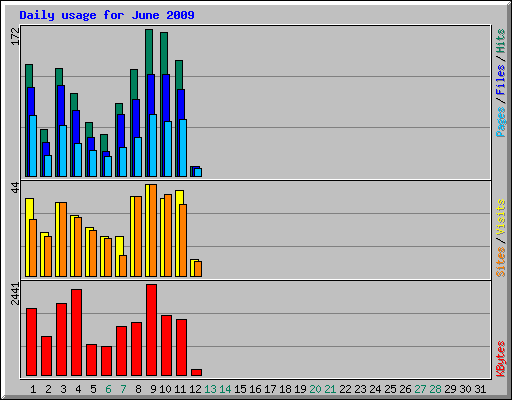 Daily usage for June 2009
172
Pages / Files / Hits
44
Sites / Visits
2441
KBytes
1 2 3 4 5 6 7 8 9 10 11 12 13 14 15 16 17 18 19 20 21 22 23 24 25 26 27 28 29 30 31